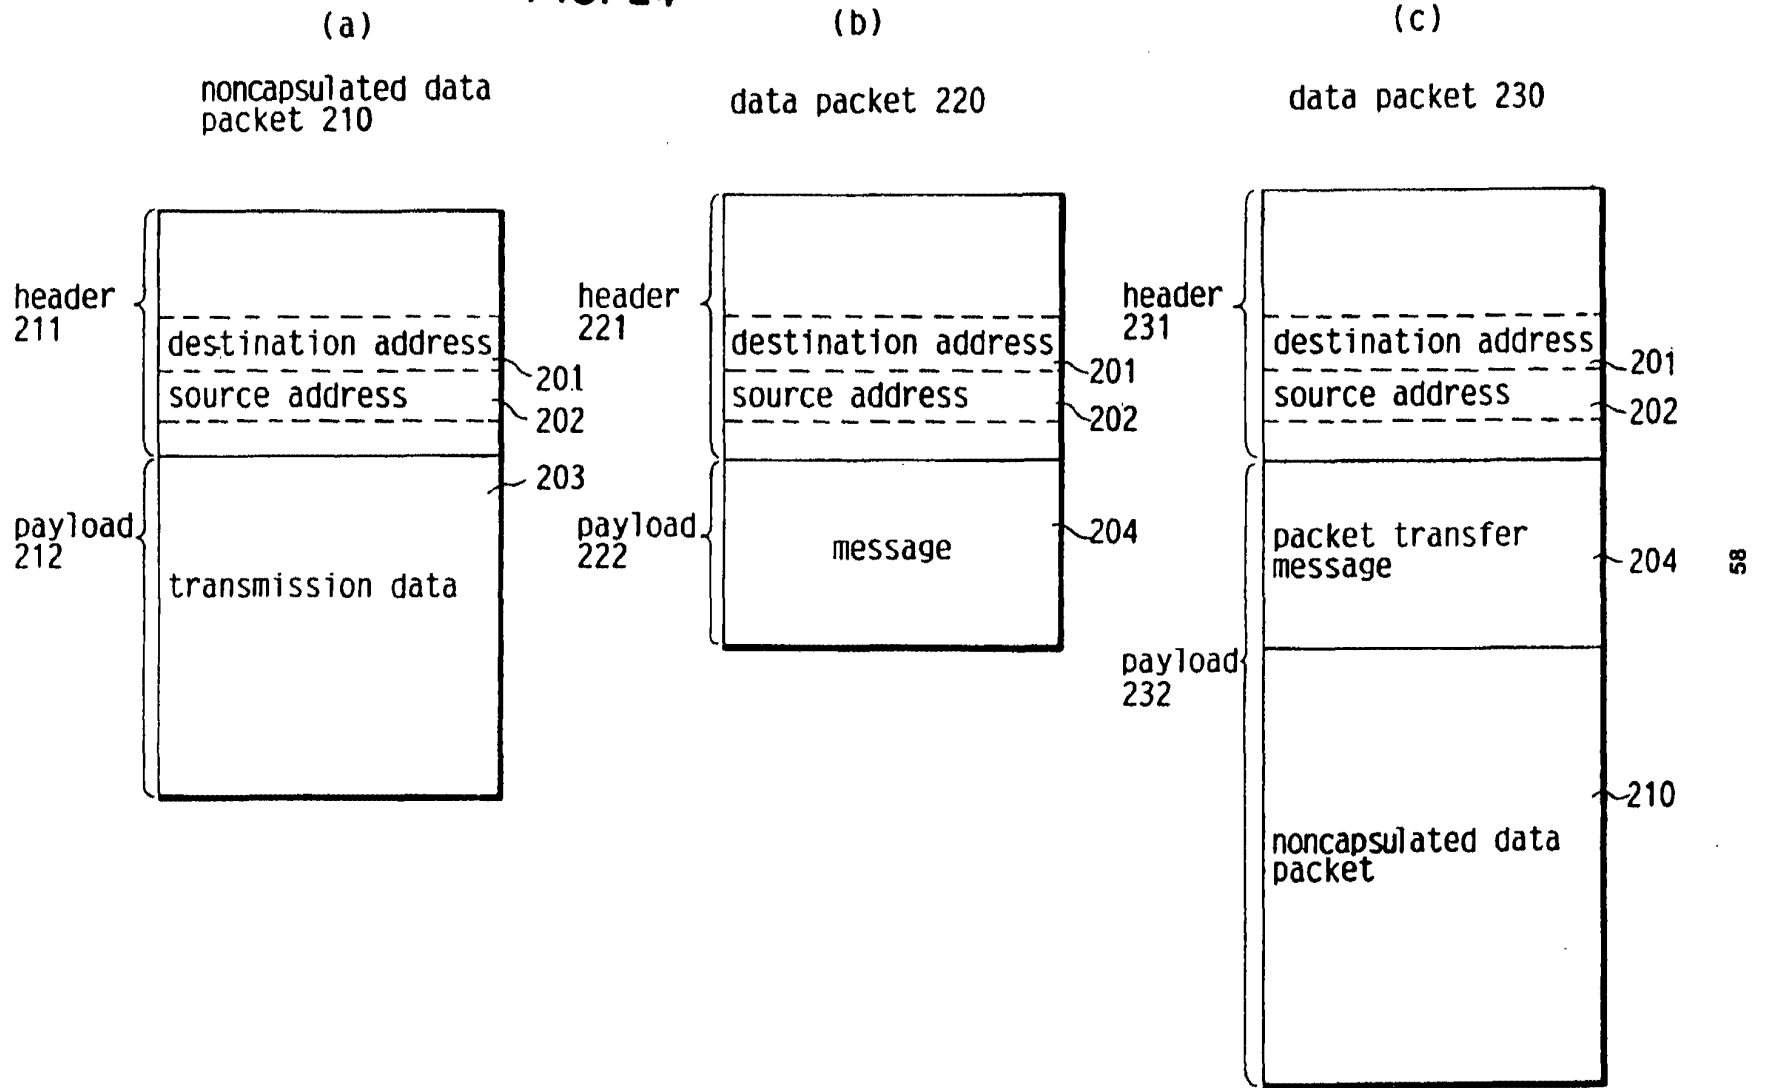 (a)
noncapsulated data
packet 210
header
211
destination address
201
source address
202
203
payload
212
transmission data
(b)
data packet 220
header
221
destination address
201
source address
202
payload
222
message
204
(c)
data packet 230
header
231
destination address
201
source address
202
packet transfer
message
204
payload
232
210
noncapsulated data
packet
58